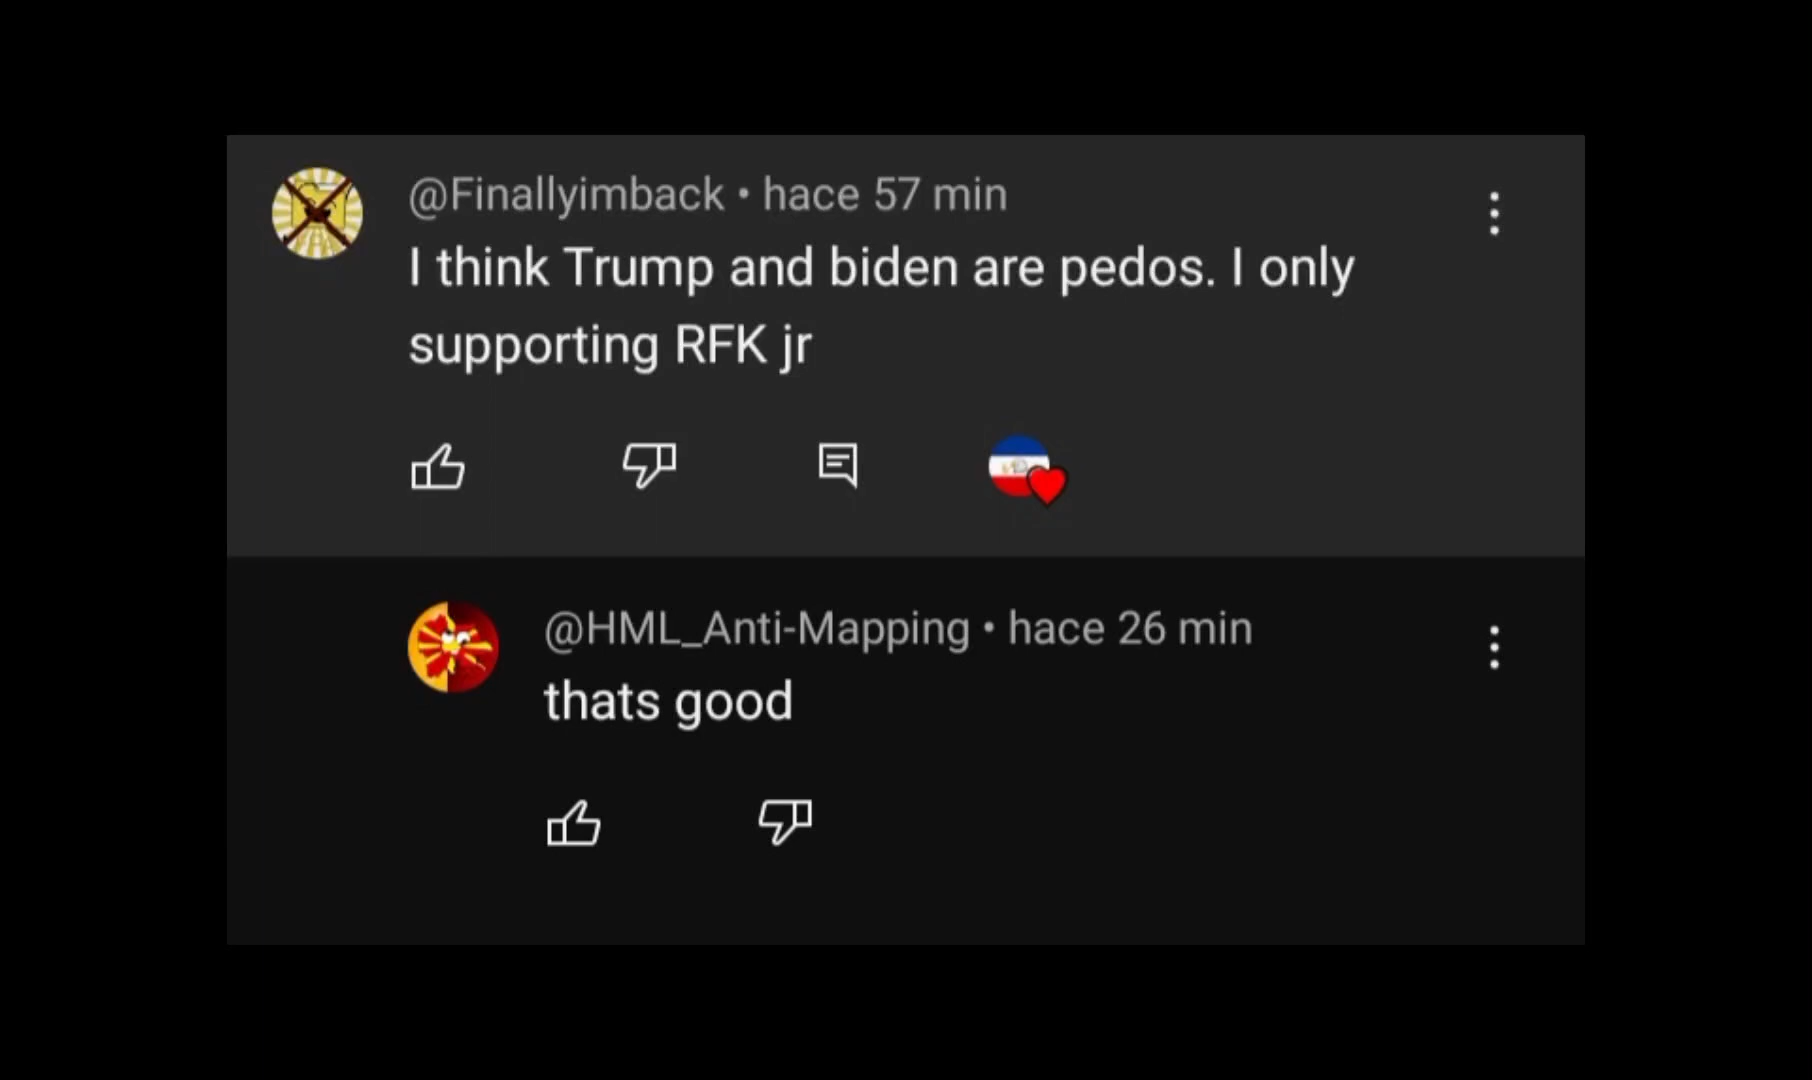 @Finallyimback • hace 57 min
I think Trump and biden are pedos. I only
supporting RFK jr
@HML_Anti-Mapping • hace 26 min
thats good